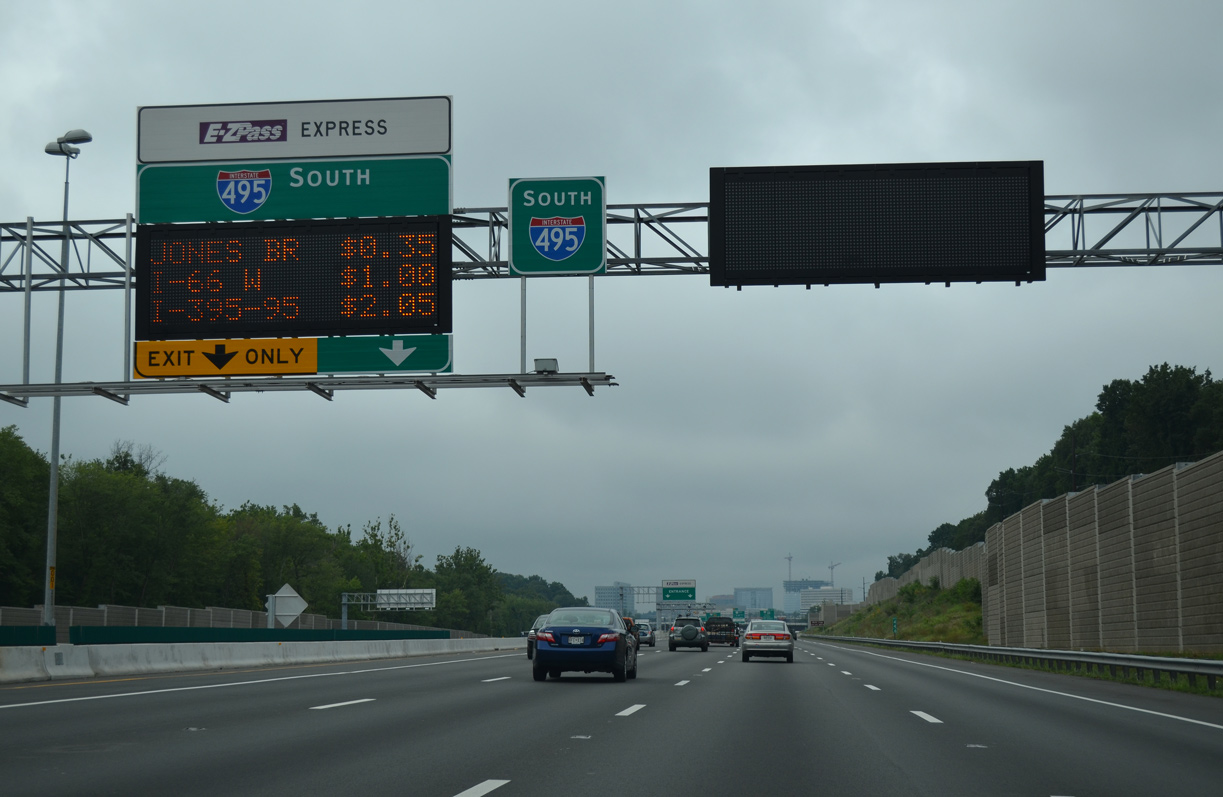 E-ZPass EXPRESS
INTERSTATE
495 SOUTH
JONES BR $0.35
I-66 W $1.00
I-395-95 $2.05
EXIT ONLY
SOUTH
INTERSTATE
495
ENTRANCE